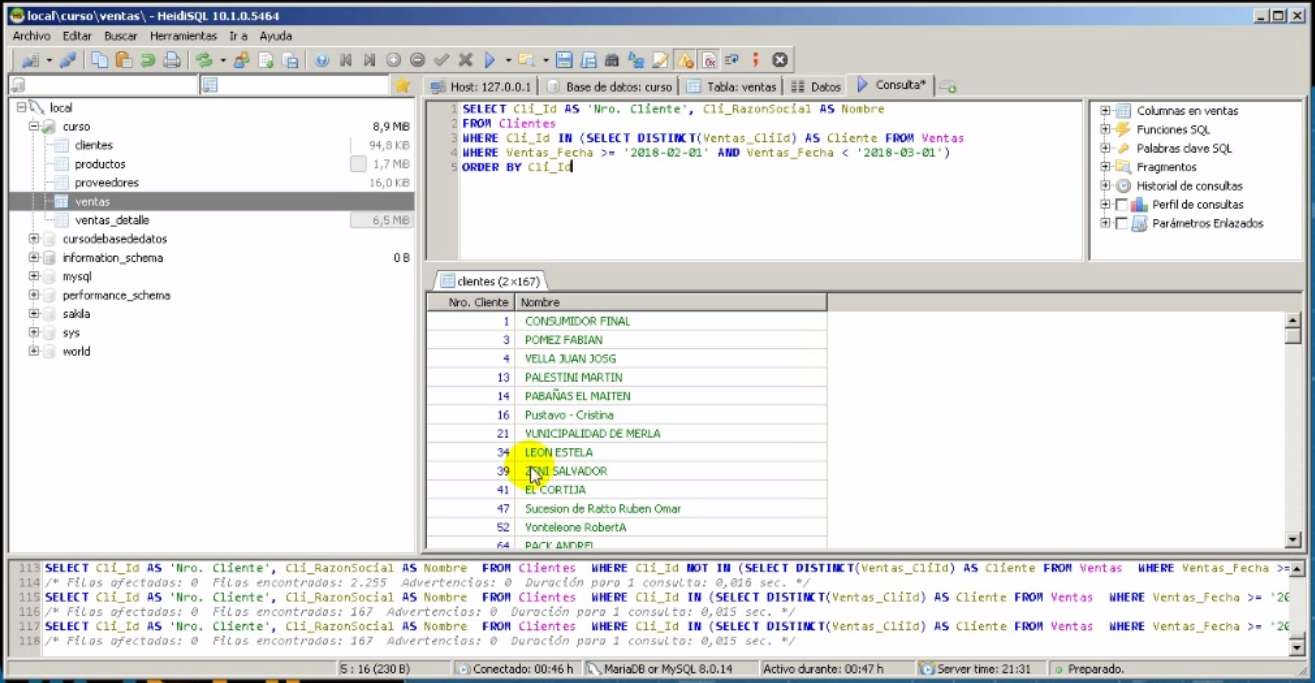 local\curso\ventas\ - HeidiSQL 10.1.0.5464
Archivo Editar Buscar Herramientas Ir a Ayuda
Host: 127.0.0.1 Base de datos: curso Tabla: ventas Datos Consulta*
local
curso 8,9 MiB
clientes 94,8 KiB
productos 1,7 MiB
proveedores 16,0 KiB
ventas
ventas_detalle 6,5 MiB
cursodebasededatos
information_schema 0 B
mysql
performance_schema
sakila
sys
world
1 SELECT Cli_Id AS 'Nro. Cliente', Cli_RazonSocial AS Nombre
2 FROM Clientes
3 WHERE Cli_Id IN (SELECT DISTINCT(Ventas_CliId) AS Cliente FROM Ventas
4 WHERE Ventas_Fecha >= '2018-02-01' AND Ventas_Fecha < '2018-03-01')
5 ORDER BY Cli_Id
Columnas en ventas
Funciones SQL
Palabras clave SQL
Fragmentos
Historial de consultas
Perfil de consultas
Parámetros Enlazados
clientes (2×167)
Nro. Cliente Nombre
1 CONSUMIDOR FINAL
3 POMEZ FABIAN
4 VELLA JUAN JOSG
13 PALESTINI MARTIN
14 PABAÑAS EL MAITEN
16 Pustavo - Cristina
21 VUNICIPALIDAD DE MERLA
34 LEON ESTELA
39 SALVADOR
41 EL CORTIJA
47 Sucesion de Ratto Ruben Omar
52 Vonteleone RobertA
64 PACK ANDREI
113 SELECT Cli_Id AS 'Nro. Cliente', Cli_RazonSocial AS Nombre FROM Clientes WHERE Cli_Id NOT IN (SELECT DISTINCT(Ventas_CliId) AS Cliente FROM Ventas WHERE Ventas_Fecha >=
114 /* Filas afectadas: 0 Filas encontradas: 2.255 Advertencias: 0 Duración para 1 consulta: 0,016 sec. */
115 SELECT Cli_Id AS 'Nro. Cliente', Cli_RazonSocial AS Nombre FROM Clientes WHERE Cli_Id IN (SELECT DISTINCT(Ventas_CliId) AS Cliente FROM Ventas WHERE Ventas_Fecha >= '20
116 /* Filas afectadas: 0 Filas encontradas: 167 Advertencias: 0 Duración para 1 consulta: 0,015 sec. */
117 SELECT Cli_Id AS 'Nro. Cliente', Cli_RazonSocial AS Nombre FROM Clientes WHERE Cli_Id IN (SELECT DISTINCT(Ventas_CliId) AS Cliente FROM Ventas WHERE Ventas_Fecha >= '20
118 /* Filas afectadas: 0 Filas encontradas: 167 Advertencias: 0 Duración para 1 consulta: 0,015 sec. */
5 : 16 (230 B) Conectado: 00:46 h MariaDB or MySQL 8.0.14 Activo durante: 00:47 h Server time: 21:31 Preparado.